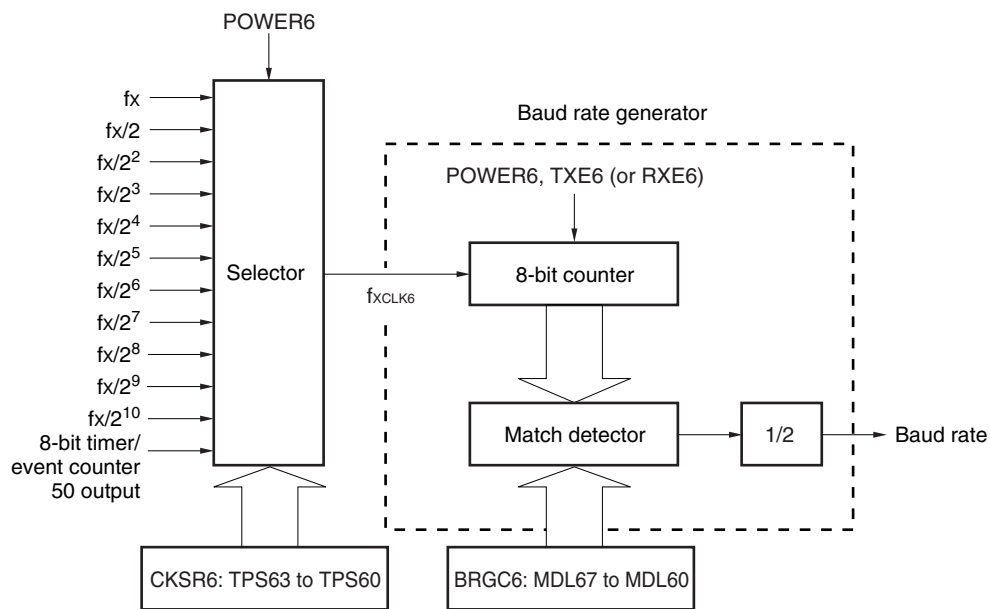 POWER6
fx
fx/2
fx/2²
fx/2³
fx/2⁴
fx/2⁵
fx/2⁶
fx/2⁷
fx/2⁸
fx/2⁹
fx/2¹⁰
8-bit timer/
event counter
50 output
Selector
fXCLK6
Baud rate generator
POWER6, TXE6 (or RXE6)
8-bit counter
Match detector
1/2
Baud rate
CKSR6: TPS63 to TPS60
BRGC6: MDL67 to MDL60